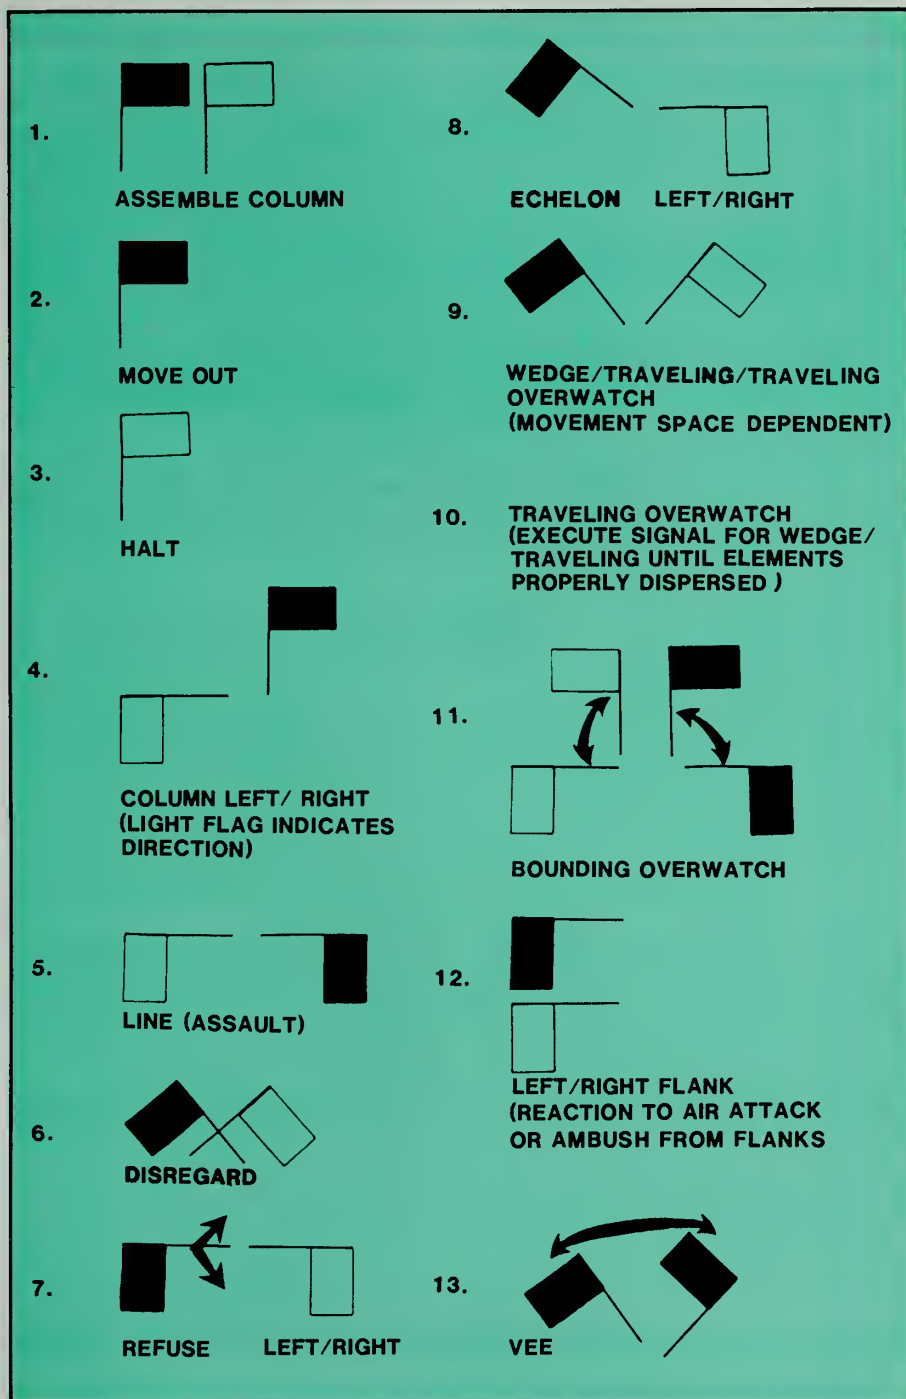 1.
ASSEMBLE COLUMN
2.
MOVE OUT
3.
HALT
4.
COLUMN LEFT/ RIGHT
(LIGHT FLAG INDICATES
DIRECTION)
5.
LINE (ASSAULT)
6.
DISREGARD
7.
REFUSE LEFT/RIGHT
8.
ECHELON LEFT/RIGHT
9.
WEDGE/TRAVELING/TRAVELING
OVERWATCH
(MOVEMENT SPACE DEPENDENT)
10. TRAVELING OVERWATCH
(EXECUTE SIGNAL FOR WEDGE/
TRAVELING UNTIL ELEMENTS
PROPERLY DISPERSED )
11.
BOUNDING OVERWATCH
12.
LEFT/RIGHT FLANK
(REACTION TO AIR ATTACK
OR AMBUSH FROM FLANKS
13.
VEE